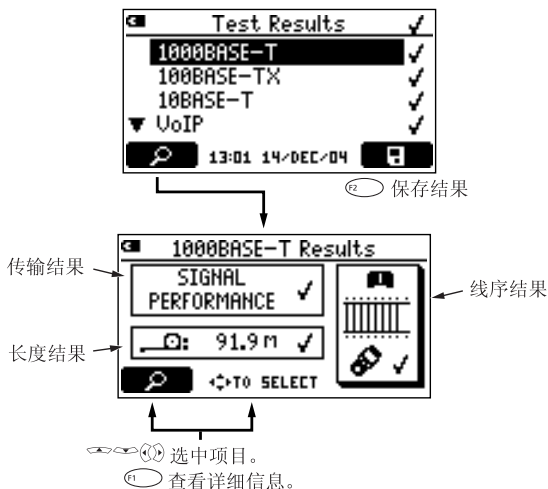 Test Results
1000BASE-T
100BASE-TX
10BASE-T
VoIP
13:01 14/DEC/04
F2 保存结果
1000BASE-T Results
传输结果
SIGNAL
PERFORMANCE
线序结果
长度结果
91.9 m
TO SELECT
选中项目。
F1 查看详细信息。